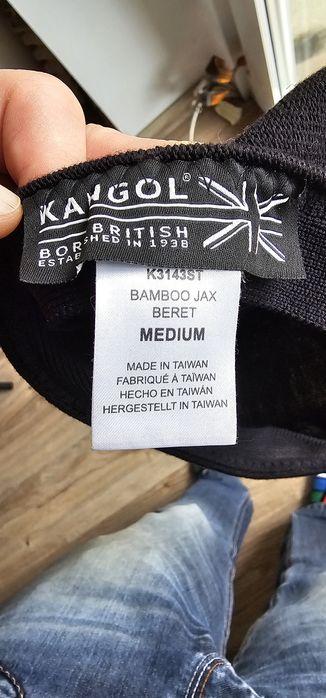 KANGOL®
BRITISH
BORN
ESTABLISHED IN 1938
K3143ST
BAMBOO JAX
BERET
MEDIUM
MADE IN TAIWAN
FABRIQUÉ À TAÏWAN
HECHO EN TAIWÁN
HERGESTELLT IN TAIWAN